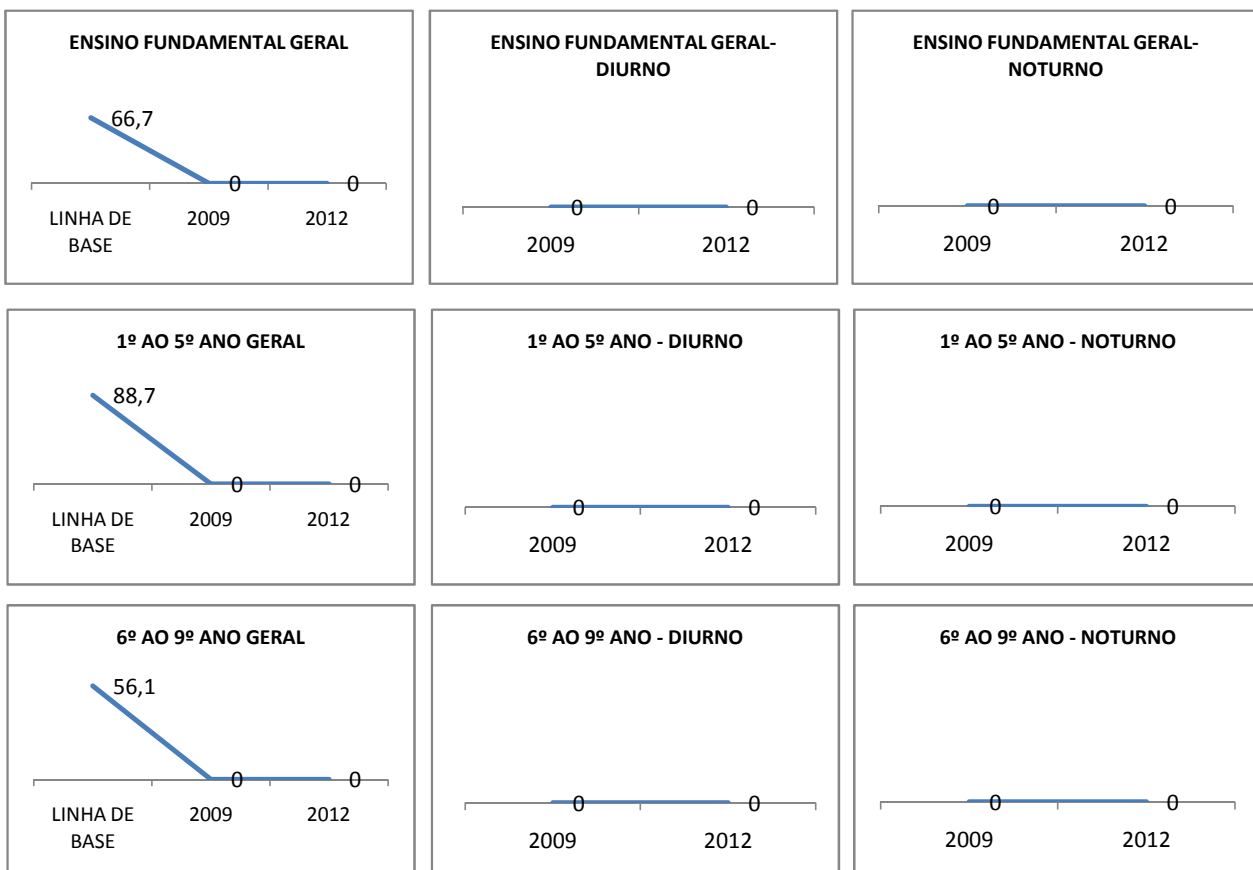 ENSINO FUNDAMENTAL GERAL
66,7
0
0
LINHA DE
BASE
2009
2012
ENSINO FUNDAMENTAL GERAL-
DIURNO
0
0
2009
2012
ENSINO FUNDAMENTAL GERAL-
NOTURNO
0
0
2009
2012
1º AO 5º ANO GERAL
88,7
0
0
LINHA DE
BASE
2009
2012
1º AO 5º ANO - DIURNO
0
0
2009
2012
1º AO 5º ANO - NOTURNO
0
0
2009
2012
6º AO 9º ANO GERAL
56,1
0
0
LINHA DE
BASE
2009
2012
6º AO 9º ANO - DIURNO
0
0
2009
2012
6º AO 9º ANO - NOTURNO
0
0
2009
2012